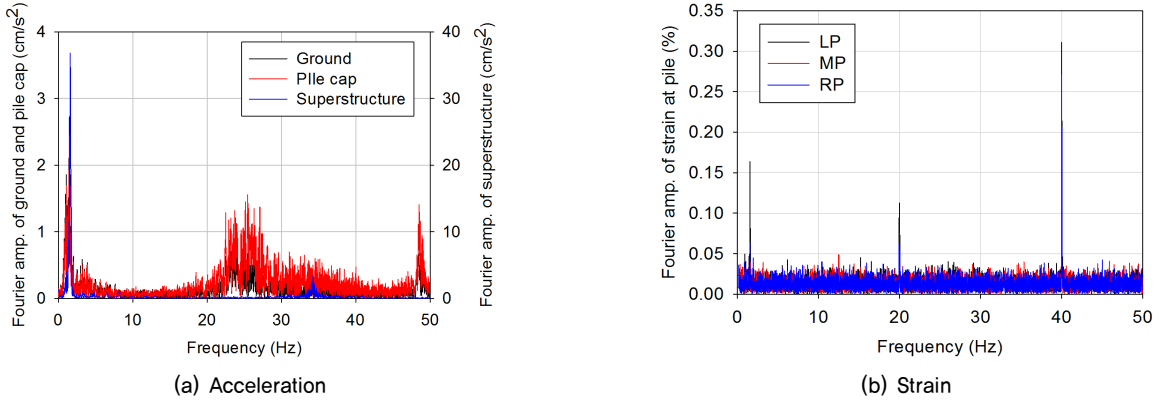 Fourier amp. of ground and pile cap (cm/s²)
4
3
2
1
0
Ground
PIle cap
Superstructure
40
30
20
10
0
Fourier amp. of superstructure (cm/s²)
0 10 20 30 40 50
Frequency (Hz)
(a) Acceleration
Fourier amp. of strain at pile (%)
0.35
0.30
0.25
0.20
0.15
0.10
0.05
0.00
LP
MP
RP
0 10 20 30 40 50
Frequency (Hz)
(b) Strain